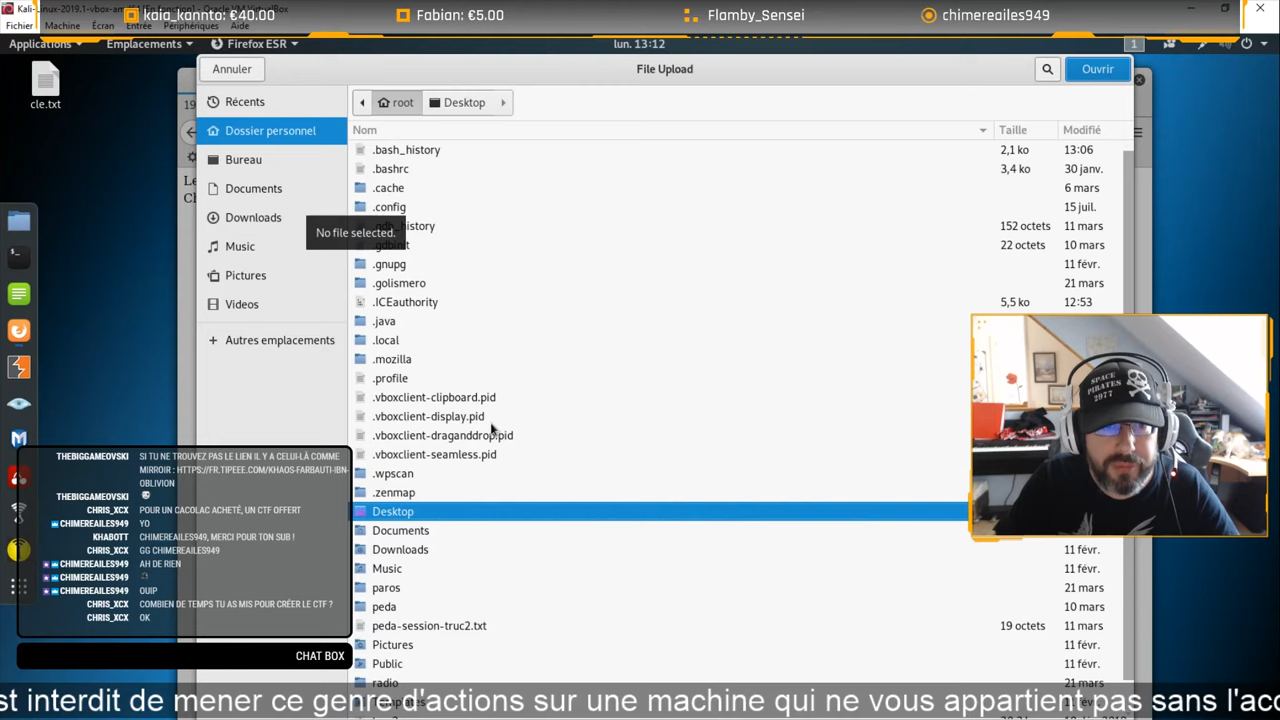 kaia_kannto: €40.00
Fabian: €5.00
Flamby_Sensei
chimereailes949
Fichier Machine Écran Entrée Périphériques Aide
Applications
Emplacements
Firefox ESR
lun. 13:12
1
cle.txt
Annuler
File Upload
Ouvrir
Récents
Dossier personnel
Bureau
Documents
Downloads
Music
Pictures
Videos
Autres emplacements
No file selected.
root
Desktop
Nom
Taille
Modifié
.bash_history 2,1 ko 13:06
.bashrc 3,4 ko 30 janv.
.cache 6 mars
.config 15 juil.
.gdb_history 152 octets 11 mars
.gdbinit 22 octets 10 mars
.gnupg 11 févr.
.golismero 21 mars
.ICEauthority 5,5 ko 12:53
.java
.local
.mozilla
.profile
.vboxclient-clipboard.pid
.vboxclient-display.pid
.vboxclient-draganddrop.pid
.vboxclient-seamless.pid
.wpscan
.zenmap
Desktop
Documents
Downloads 11 févr.
Music 11 févr.
paros 21 mars
peda 10 mars
peda-session-truc2.txt 19 octets 11 mars
Pictures 11 févr.
Public 11 févr.
radio 21 mars
SPACE
PIRATES
2977
THEBIGGAMEOVSKI SI TU NE TROUVEZ PAS LE LIEN IL Y A CELUI-LÀ COMME
MIRROIR : HTTPS://FR.TIPEEE.COM/KHAOS-FARBAUTI-IBN-
OBLIVION
THEBIGGAMEOVSKI
CHRIS_XCX POUR UN CACOLAC ACHETÉ, UN CTF OFFERT
CHIMEREAILES949 YO
KHABOTT CHIMEREAILES949, MERCI POUR TON SUB !
CHRIS_XCX GG CHIMEREAILES949
CHIMEREAILES949 AH DE RIEN
CHIMEREAILES949
CHIMEREAILES949 OUIP
CHRIS_XCX COMBIEN DE TEMPS TU AS MIS POUR CRÉER LE CTF ?
CHRIS_XCX OK
CHAT BOX
st interdit de mener ce genre d'actions sur une machine qui ne vous appartient pas sans l'acc